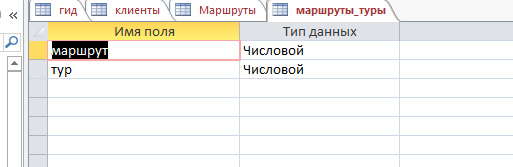 гид клиенты Маршруты маршруты_туры
Имя поля Тип данных
маршрут Числовой
тур Числовой